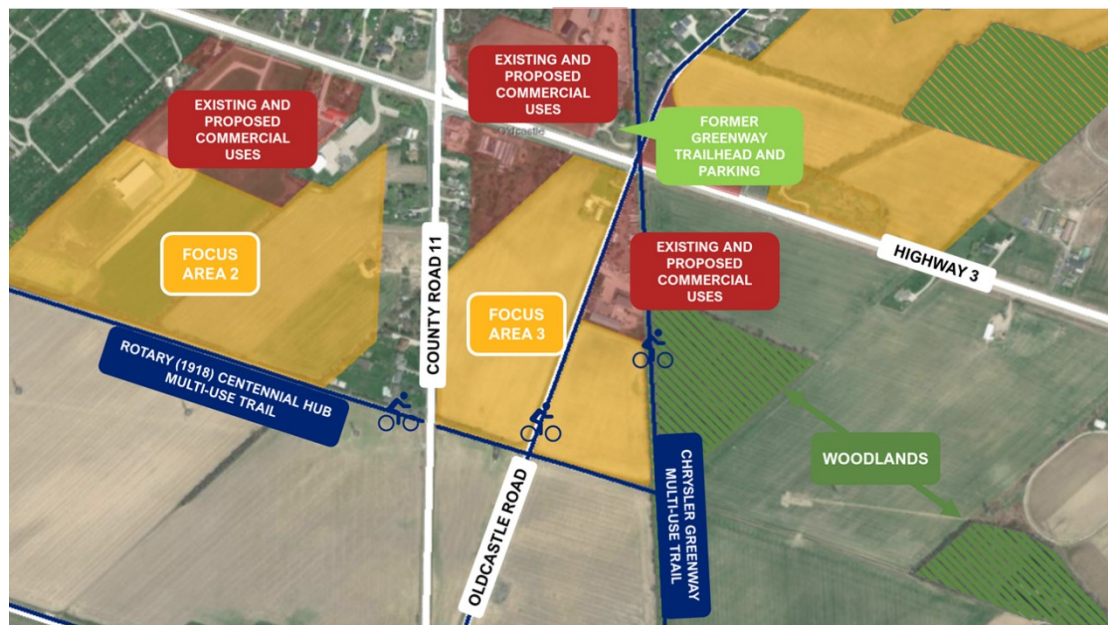 EXISTING AND
PROPOSED
COMMERCIAL
USES
EXISTING AND
PROPOSED
COMMERCIAL
USES
Oldcastle
FORMER
GREENWAY
TRAILHEAD AND
PARKING
FOCUS
AREA 2
COUNTY ROAD 11
FOCUS
AREA 3
EXISTING AND
PROPOSED
COMMERCIAL
USES
HIGHWAY 3
ROTARY (1918) CENTENNIAL HUB
MULTI-USE TRAIL
OLDCASTLE ROAD
CHRYSLER GREENWAY
MULTI-USE TRAIL
WOODLANDS